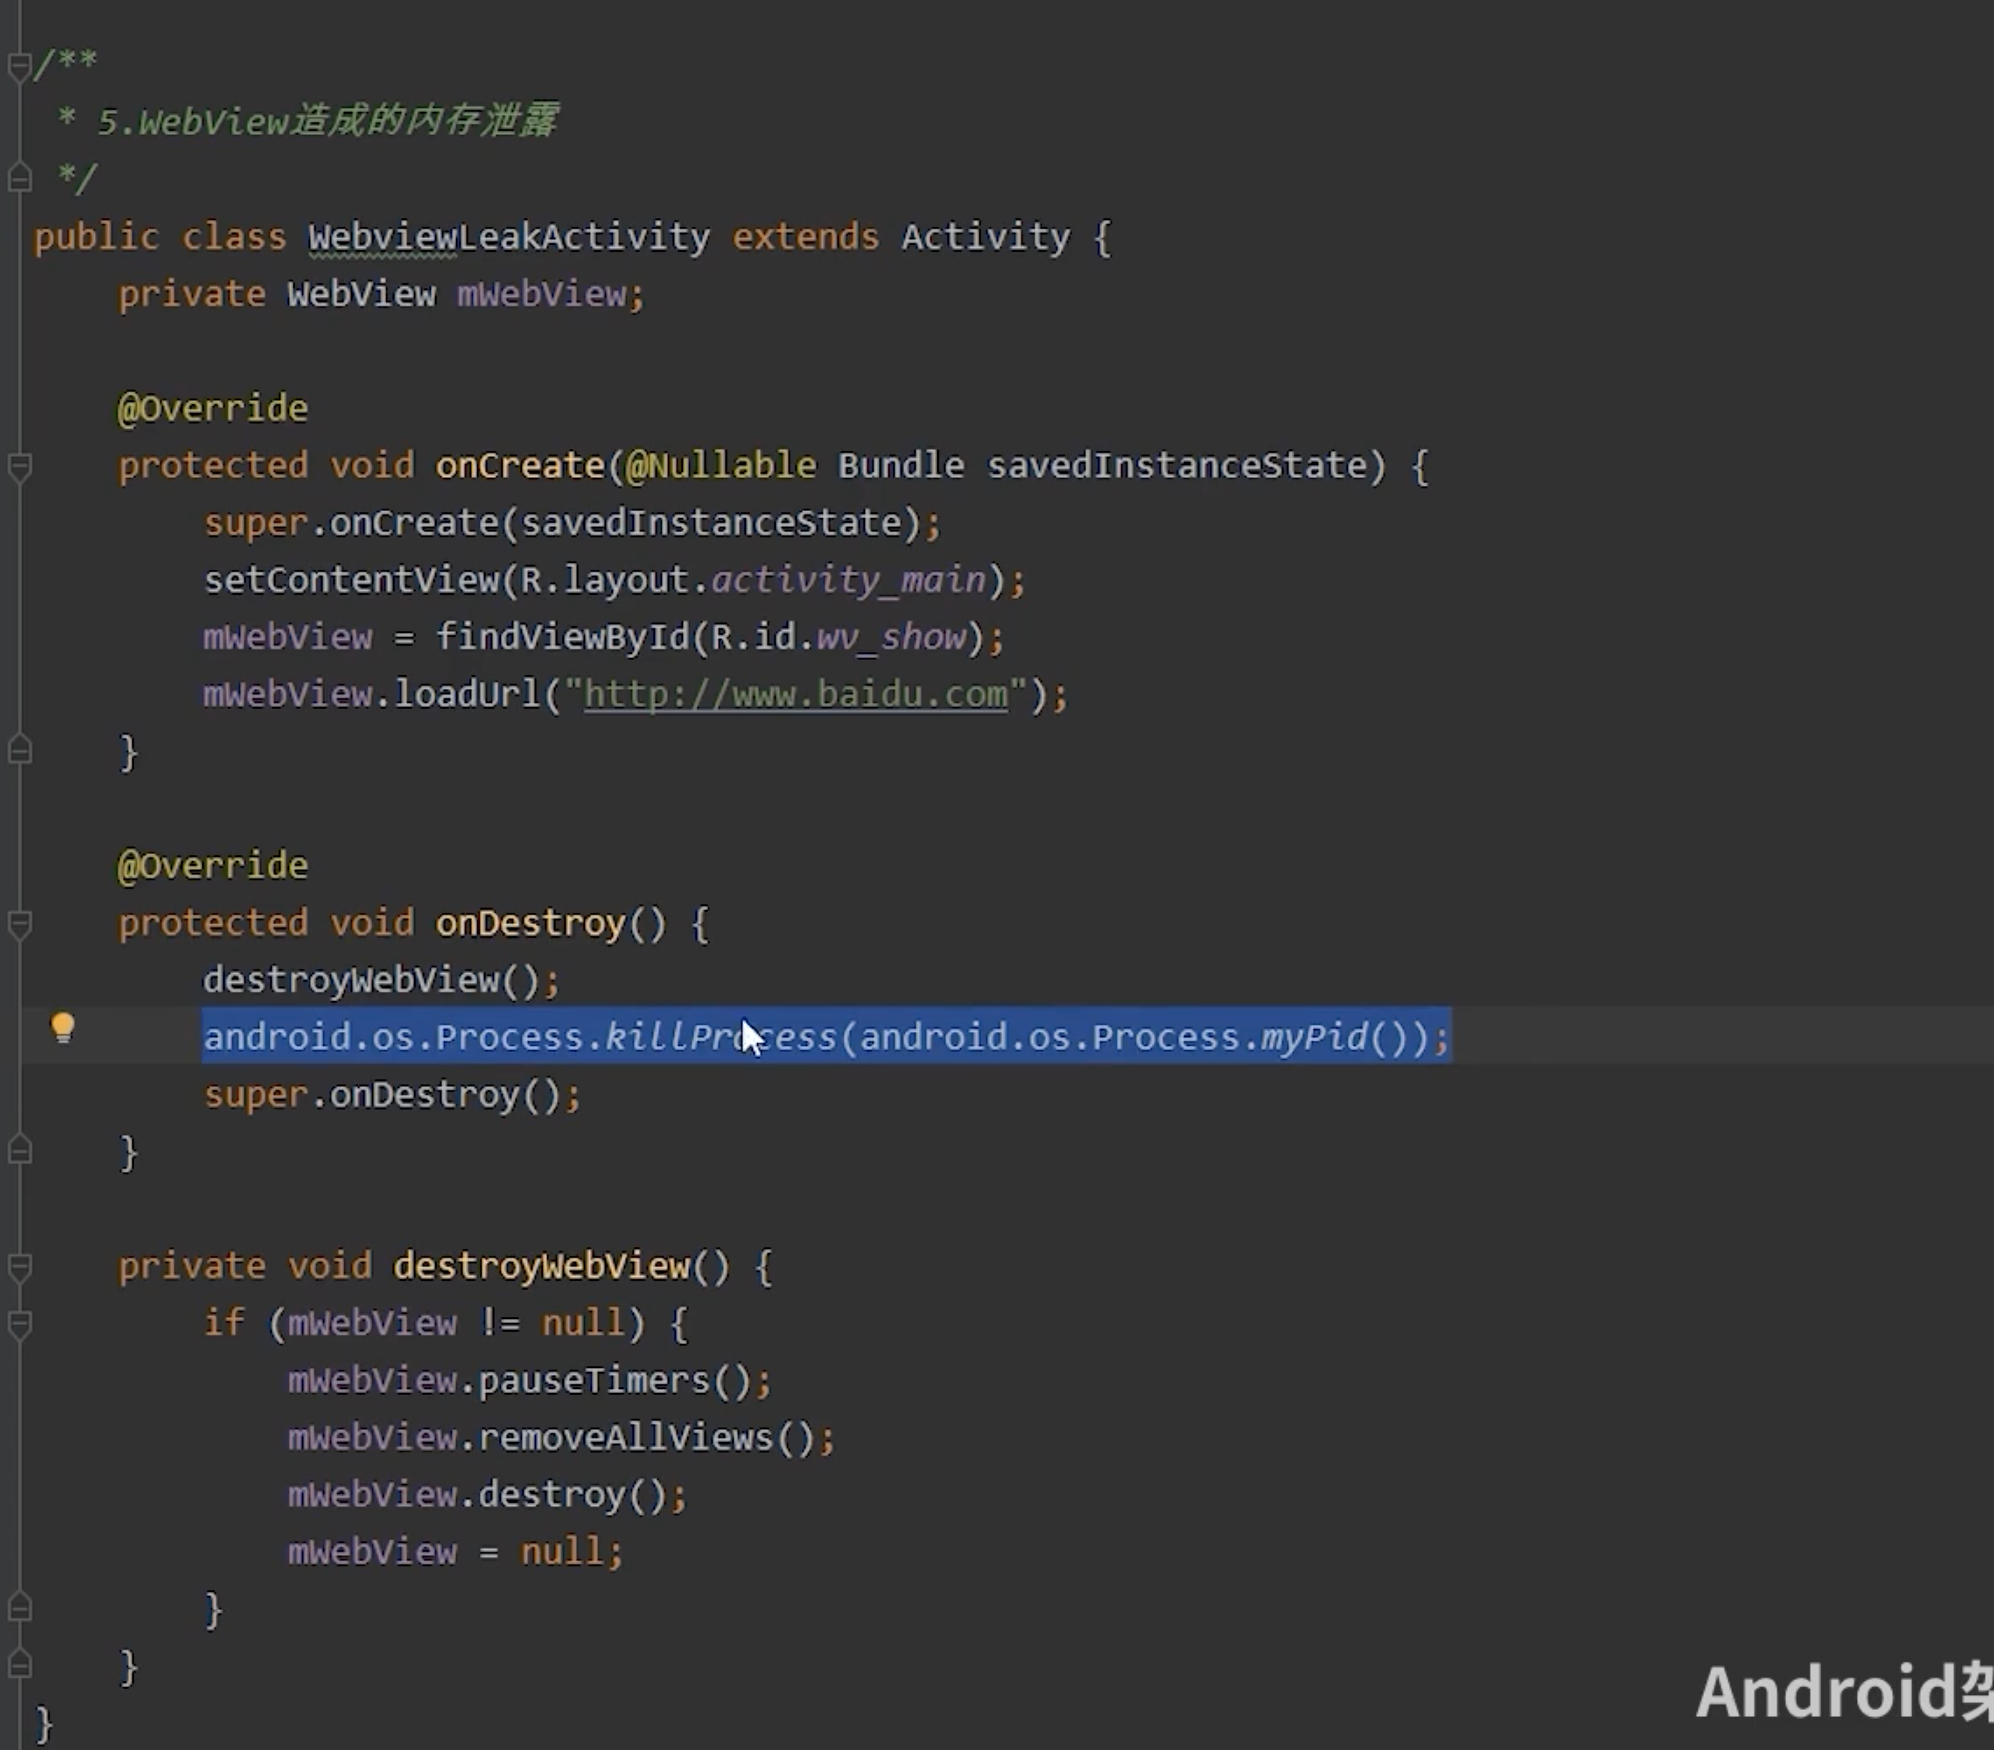 /**
 * 5.WebView造成的内存泄露
 */
public class WebviewLeakActivity extends Activity {
    private WebView mWebView;
    @Override
    protected void onCreate(@Nullable Bundle savedInstanceState) {
        super.onCreate(savedInstanceState);
        setContentView(R.layout.activity_main);
        mWebView = findViewById(R.id.wv_show);
        mWebView.loadUrl("http://www.baidu.com");
    }
    @Override
    protected void onDestroy() {
        destroyWebView();
        android.os.Process.killProcess(android.os.Process.myPid());
        super.onDestroy();
    }
    private void destroyWebView() {
        if (mWebView != null) {
            mWebView.pauseTimers();
            mWebView.removeAllViews();
            mWebView.destroy();
            mWebView = null;
        }
    }
}
Android